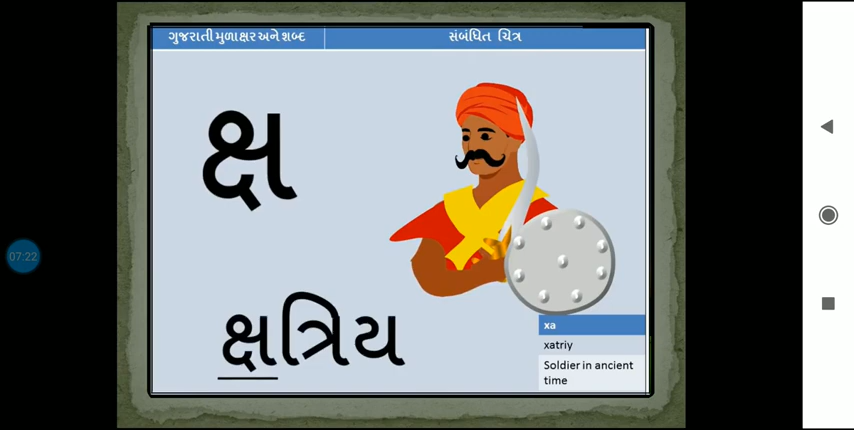 ગુજરાતી મુળાક્ષર અને શબ્દ
સંબંધિત ચિત્ર
ક્ષ
ક્ષત્રિય
xa
xatriy
Soldier in ancient
time
07:22